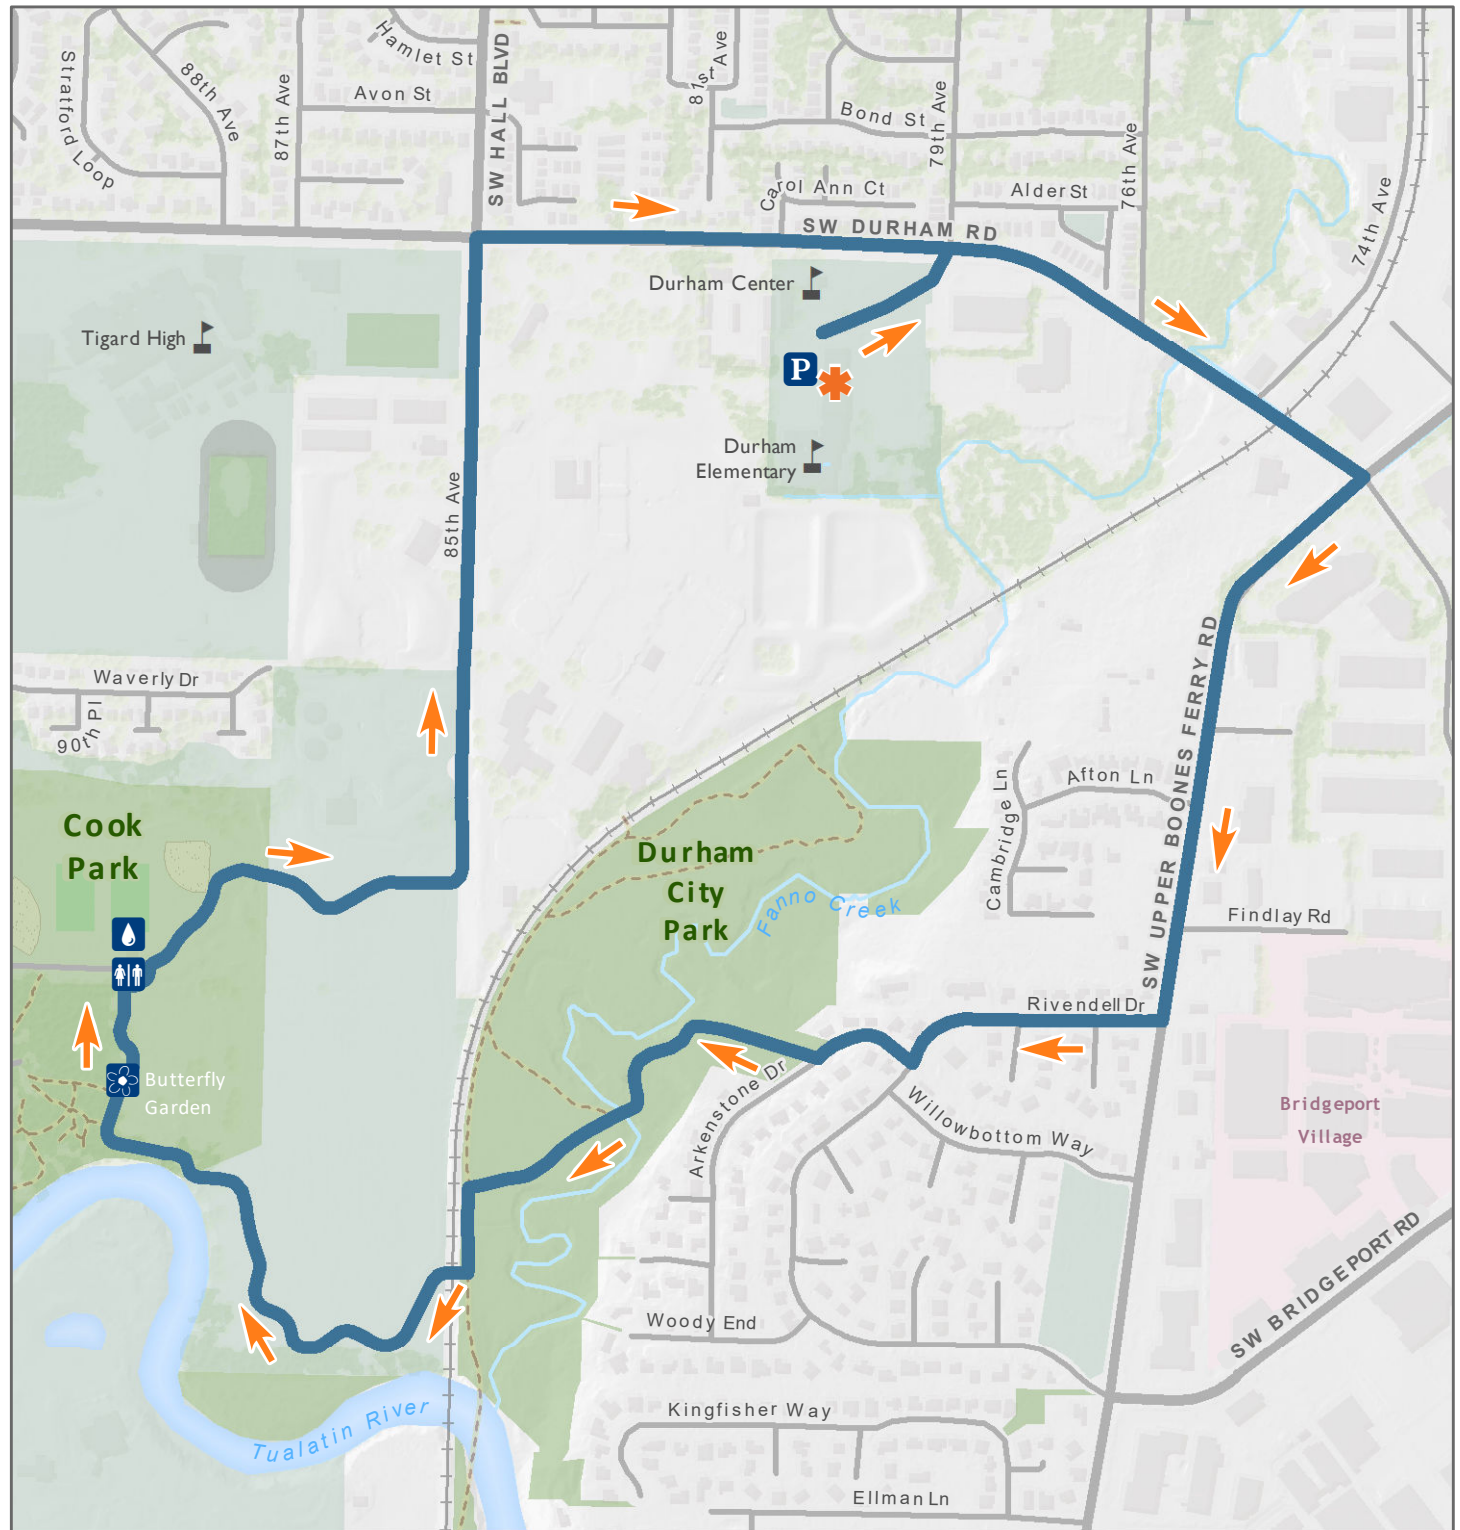 Hamlet St
SW HALL BLVD
81st Ave
Stratford Loop
88th Ave
87th Ave
Avon St
Bond St
79th Ave
76th Ave
Carol Ann Ct
Alder St
74th Ave
SW DURHAM RD
Durham Center
Tigard High
P
Durham
Elementary
85th Ave
Waverly Dr
90th Pl
SW UPPER BOONES FERRY RD
Afton Ln
Cambridge Ln
Cook
Park
Durham
City
Park
Fanno Creek
Findlay Rd
Rivendell Dr
Butterfly
Garden
Arkenstone Dr
Willowbottom Way
Bridgeport
Village
SW BRIDGEPORT RD
Woody End
Tualatin River
Kingfisher Way
Ellman Ln